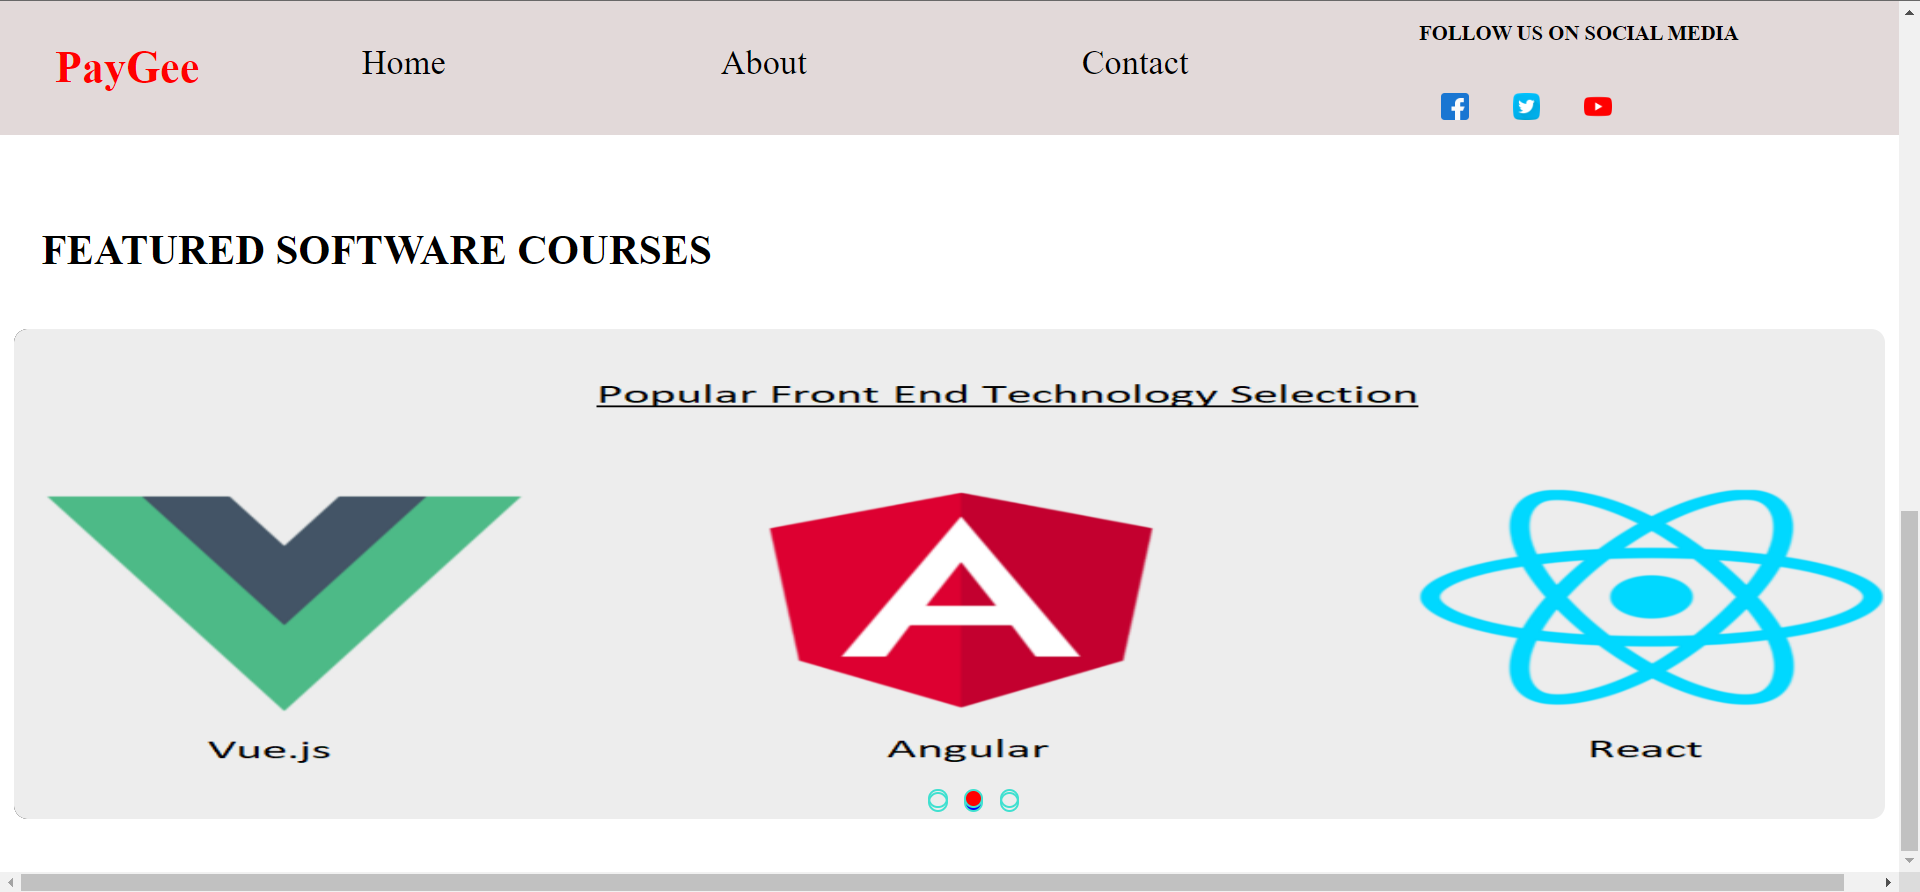 PayGee
Home
About
Contact
FOLLOW US ON SOCIAL MEDIA
FEATURED SOFTWARE COURSES
Popular Front End Technology Selection
Vue.js
Angular
React